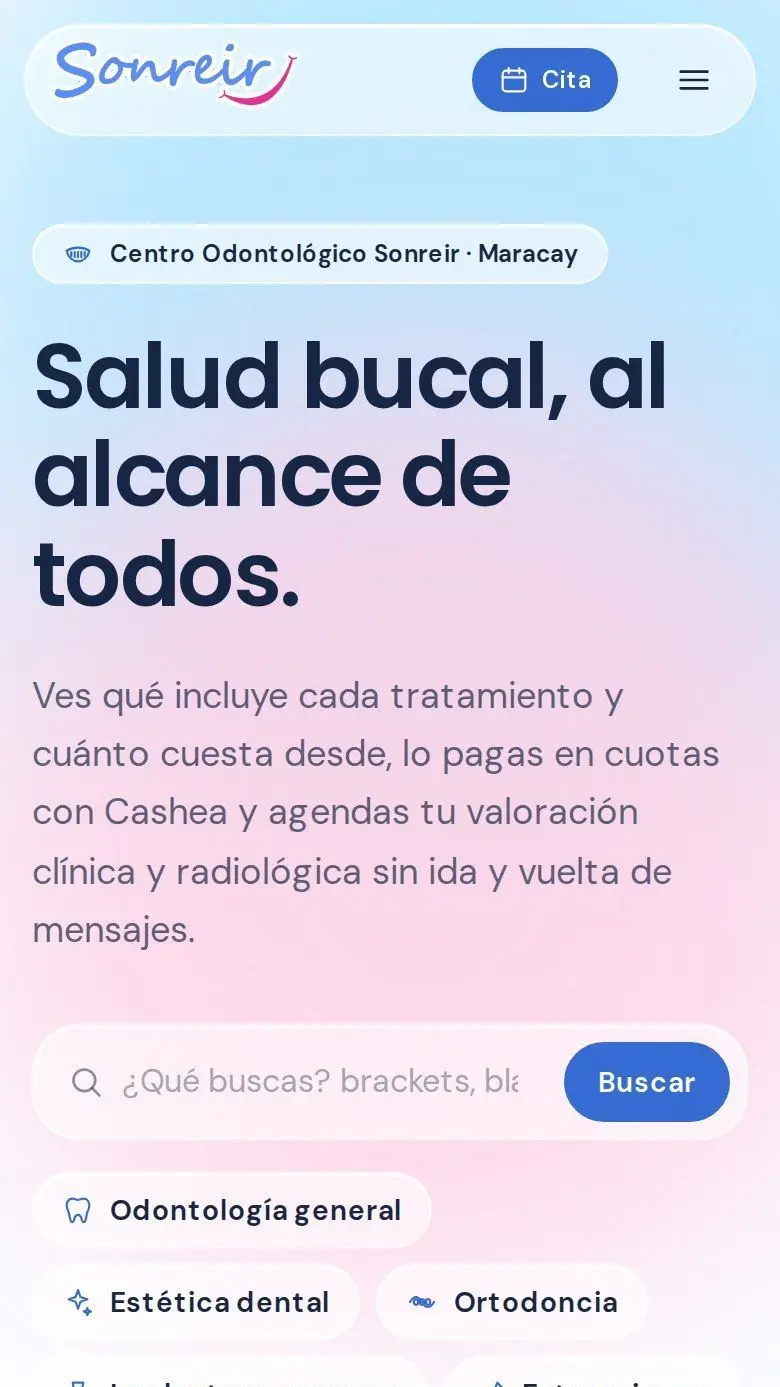 Sonreir
Cita
Centro Odontológico Sonreir · Maracay
Salud bucal, al
alcance de
todos.
Ves qué incluye cada tratamiento y
cuánto cuesta desde, lo pagas en cuotas
con Cashea y agendas tu valoración
clínica y radiológica sin ida y vuelta de
mensajes.
¿Qué buscas? brackets, bla
Buscar
Odontología general
Estética dental
Ortodoncia